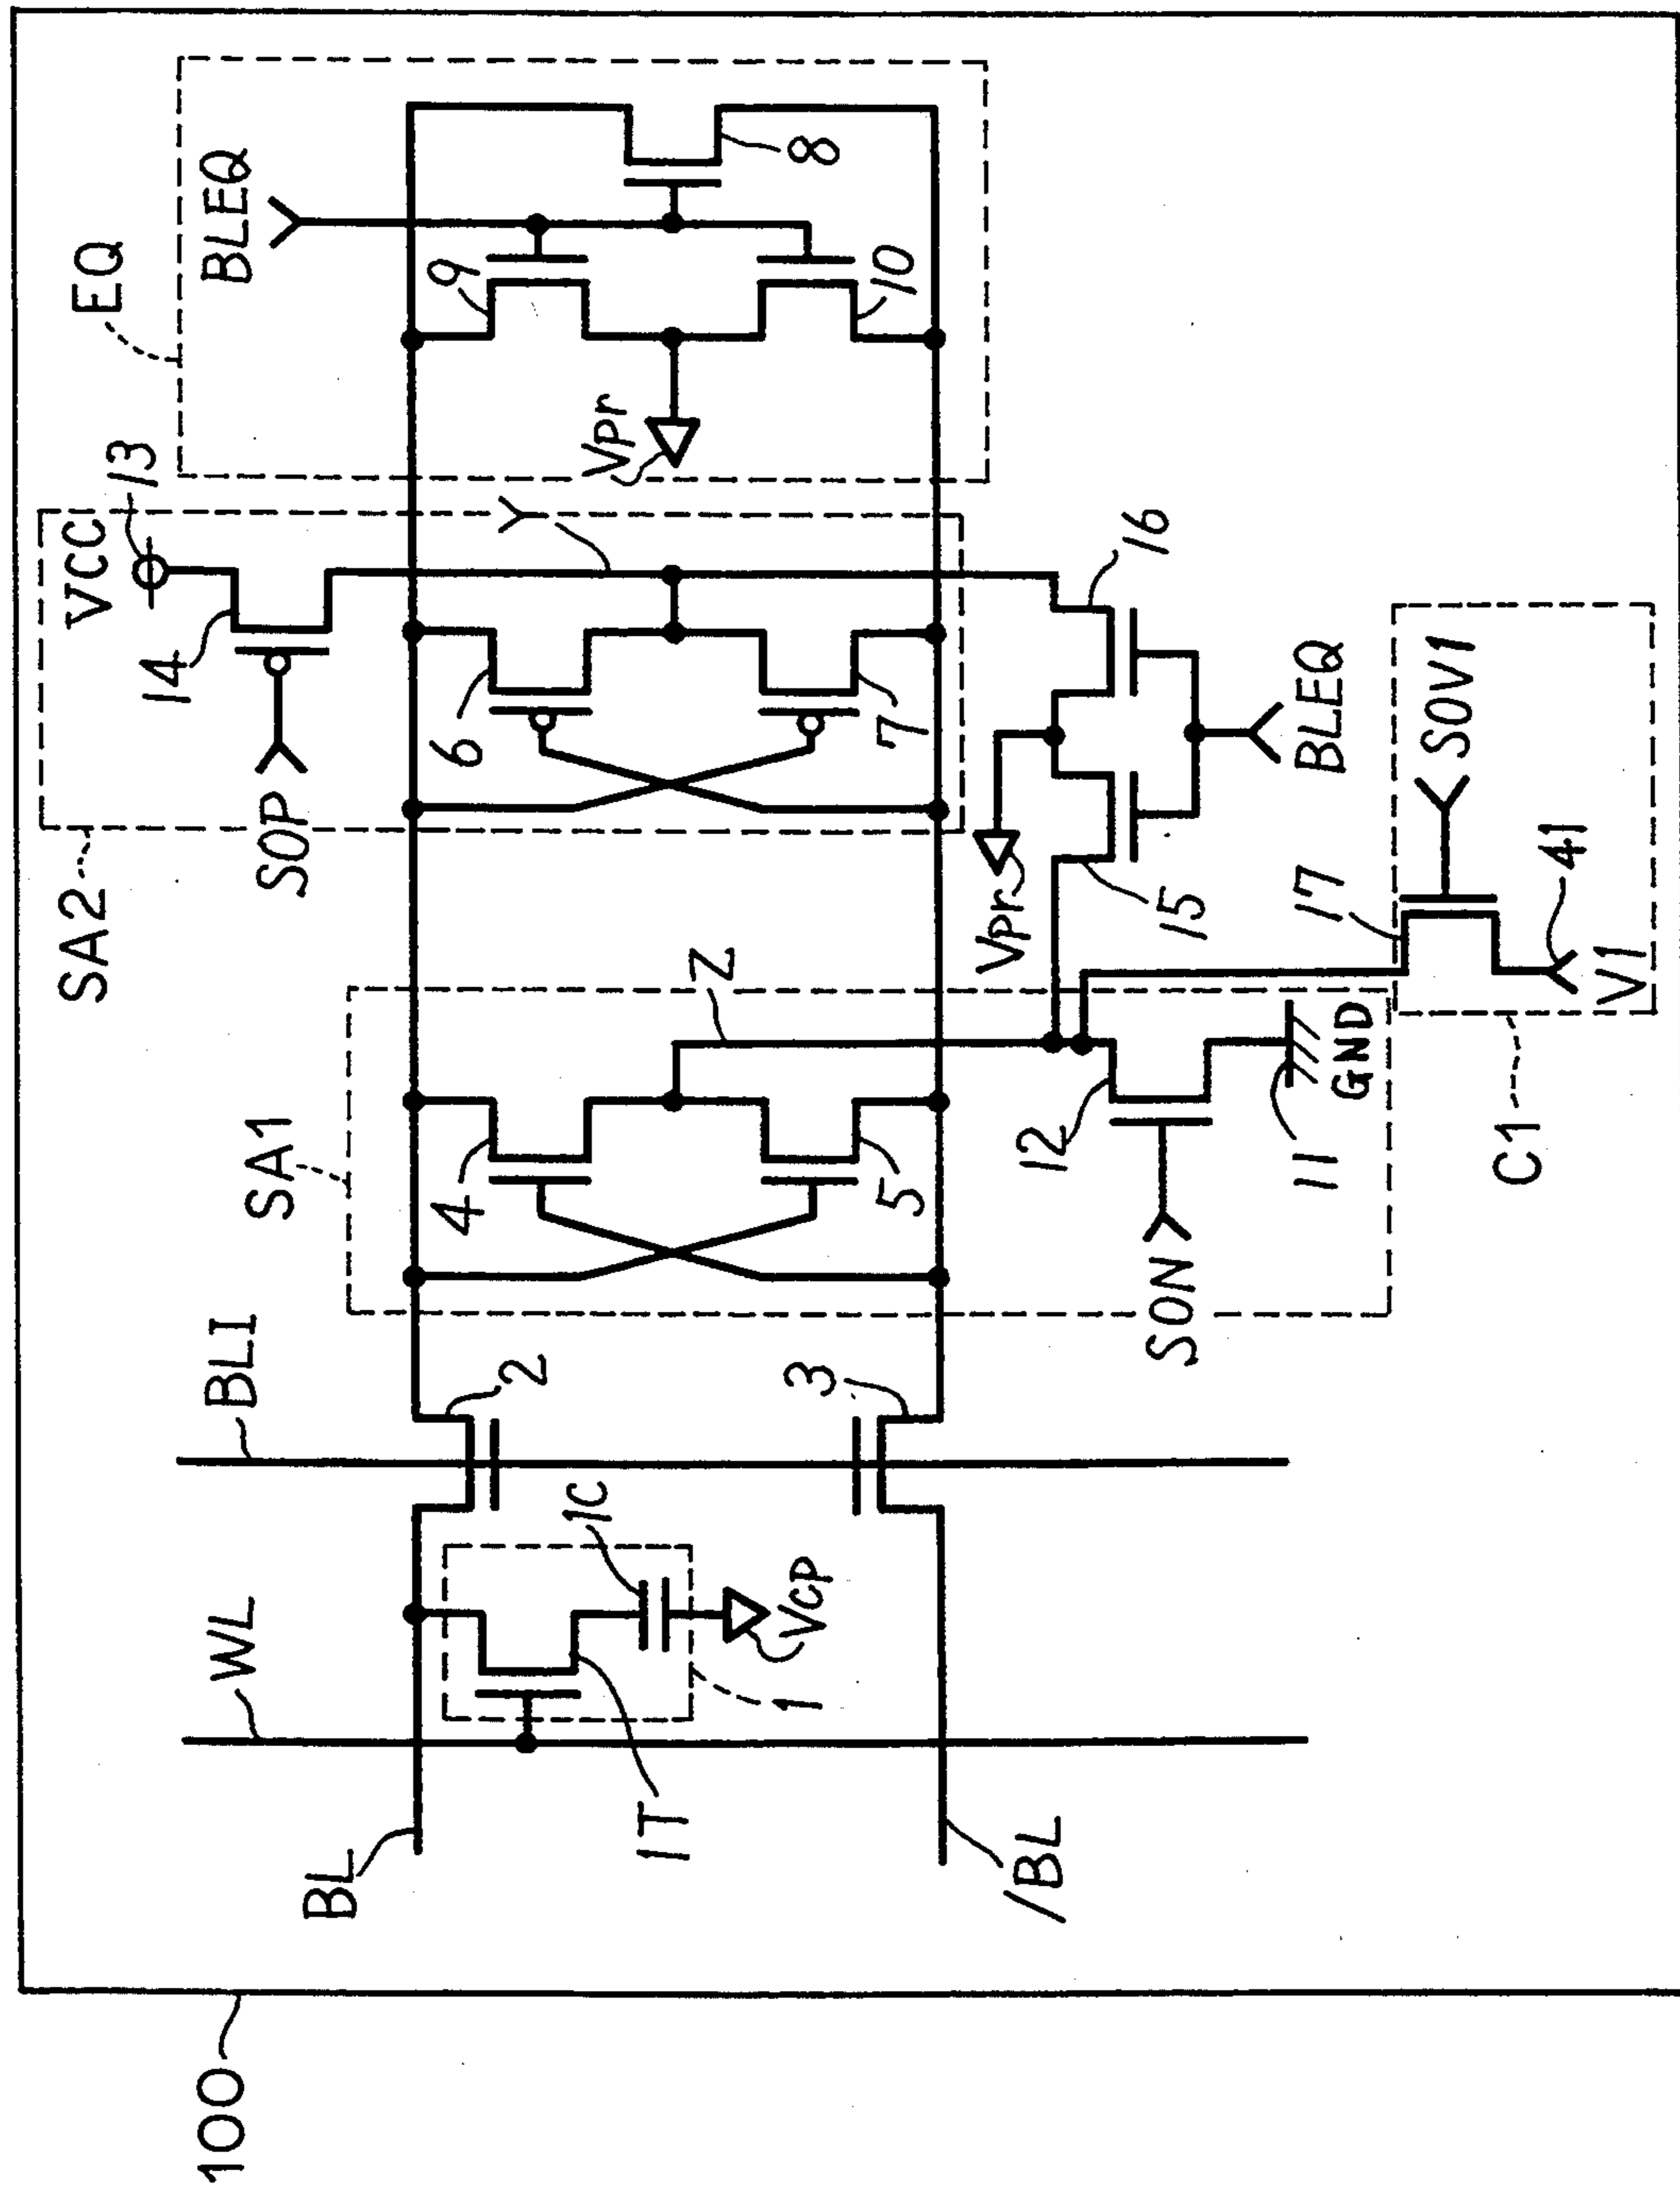 SA2
VCC
EQ
13
14
100
WL
BLI
SA1
SOP
BLEQ
BL
4
6
9
Y
2
1C
Vpr
1T
Z
1
Vcp
3
8
5
7
10
Vpr
/BL
12
16
SON
15
11
17
BLEQ
GND
SOV1
C1
41
V1